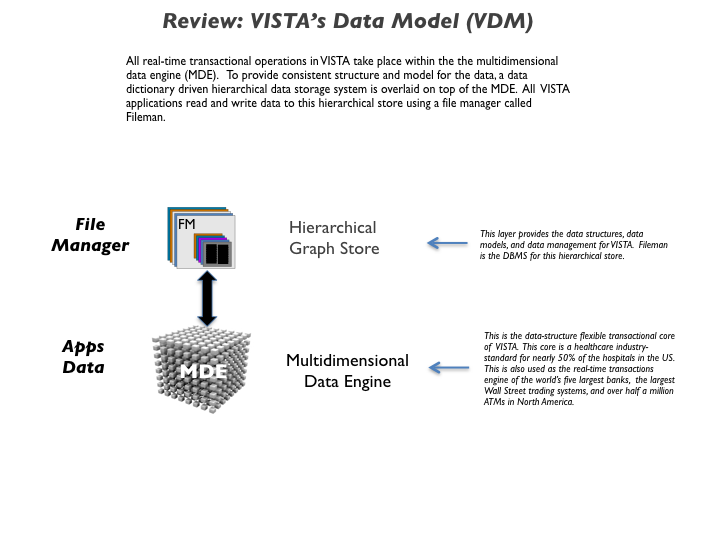 Review: VISTA's Data Model (VDM)
All real-time transactional operations in VISTA take place within the the multidimensional
data engine (MDE).  To provide consistent structure and model for the data, a data
dictionary driven hierarchical data storage system is overlaid on top of the MDE.  All  VISTA
applications read and write data to this hierarchical store using a file manager called
Fileman.
File
Manager
FM
Hierarchical
Graph Store
This layer provides the data structures, data
models, and data management for VISTA.  Fileman
is the DBMS for this hierarchical store.
Apps
Data
MDE
Multidimensional
Data Engine
This is the data-structure flexible transactional core
of  VISTA. This core is a healthcare industry-
standard for nearly 50% of the hospitals in the US.
This is also used as the real-time transactions
engine of the world's five largest banks,  the largest
Wall Street trading systems, and over half a million
ATMs in North America.